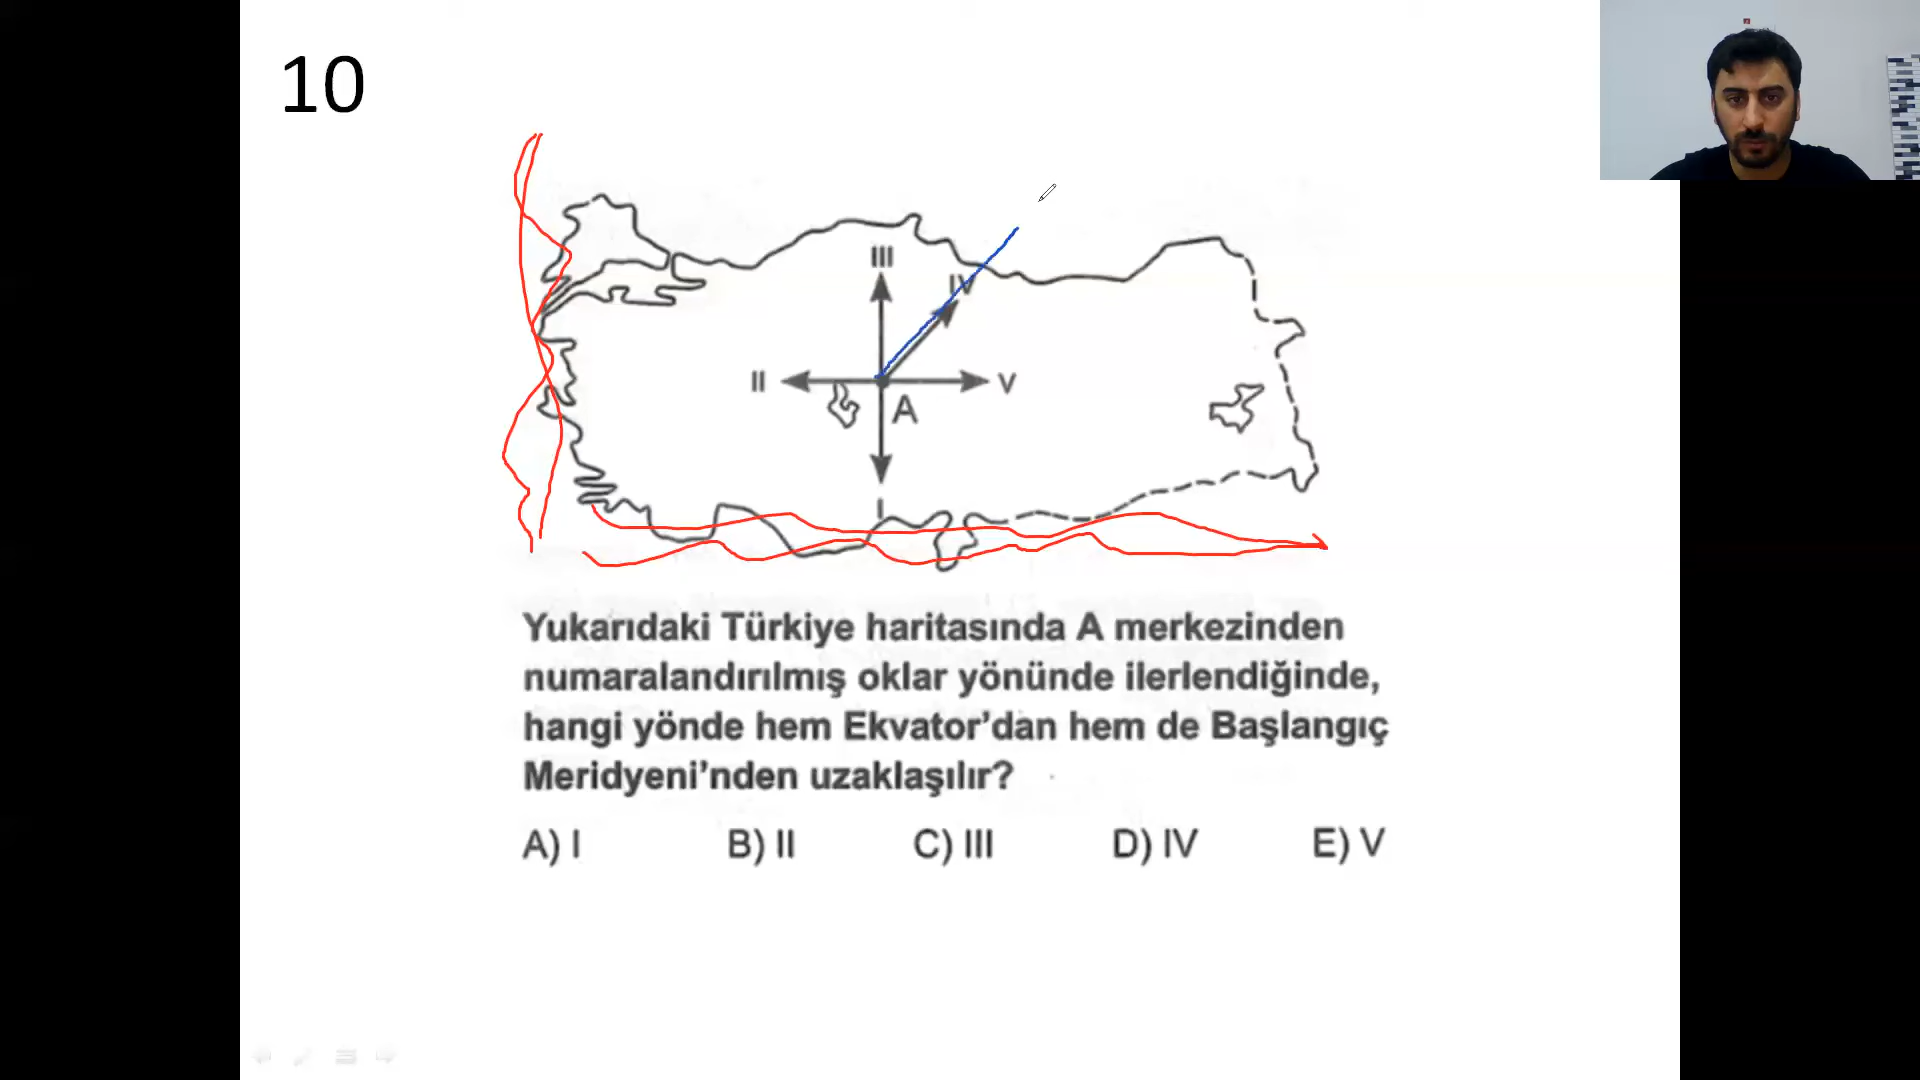 10
III
IV
II
V
A
I
Yukarıdaki Türkiye haritasında A merkezinden
numaralandırılmış oklar yönünde ilerlendiğinde,
hangi yönde hem Ekvator'dan hem de Başlangıç
Meridyeni'nden uzaklaşılır?
A) I B) II C) III D) IV E) V